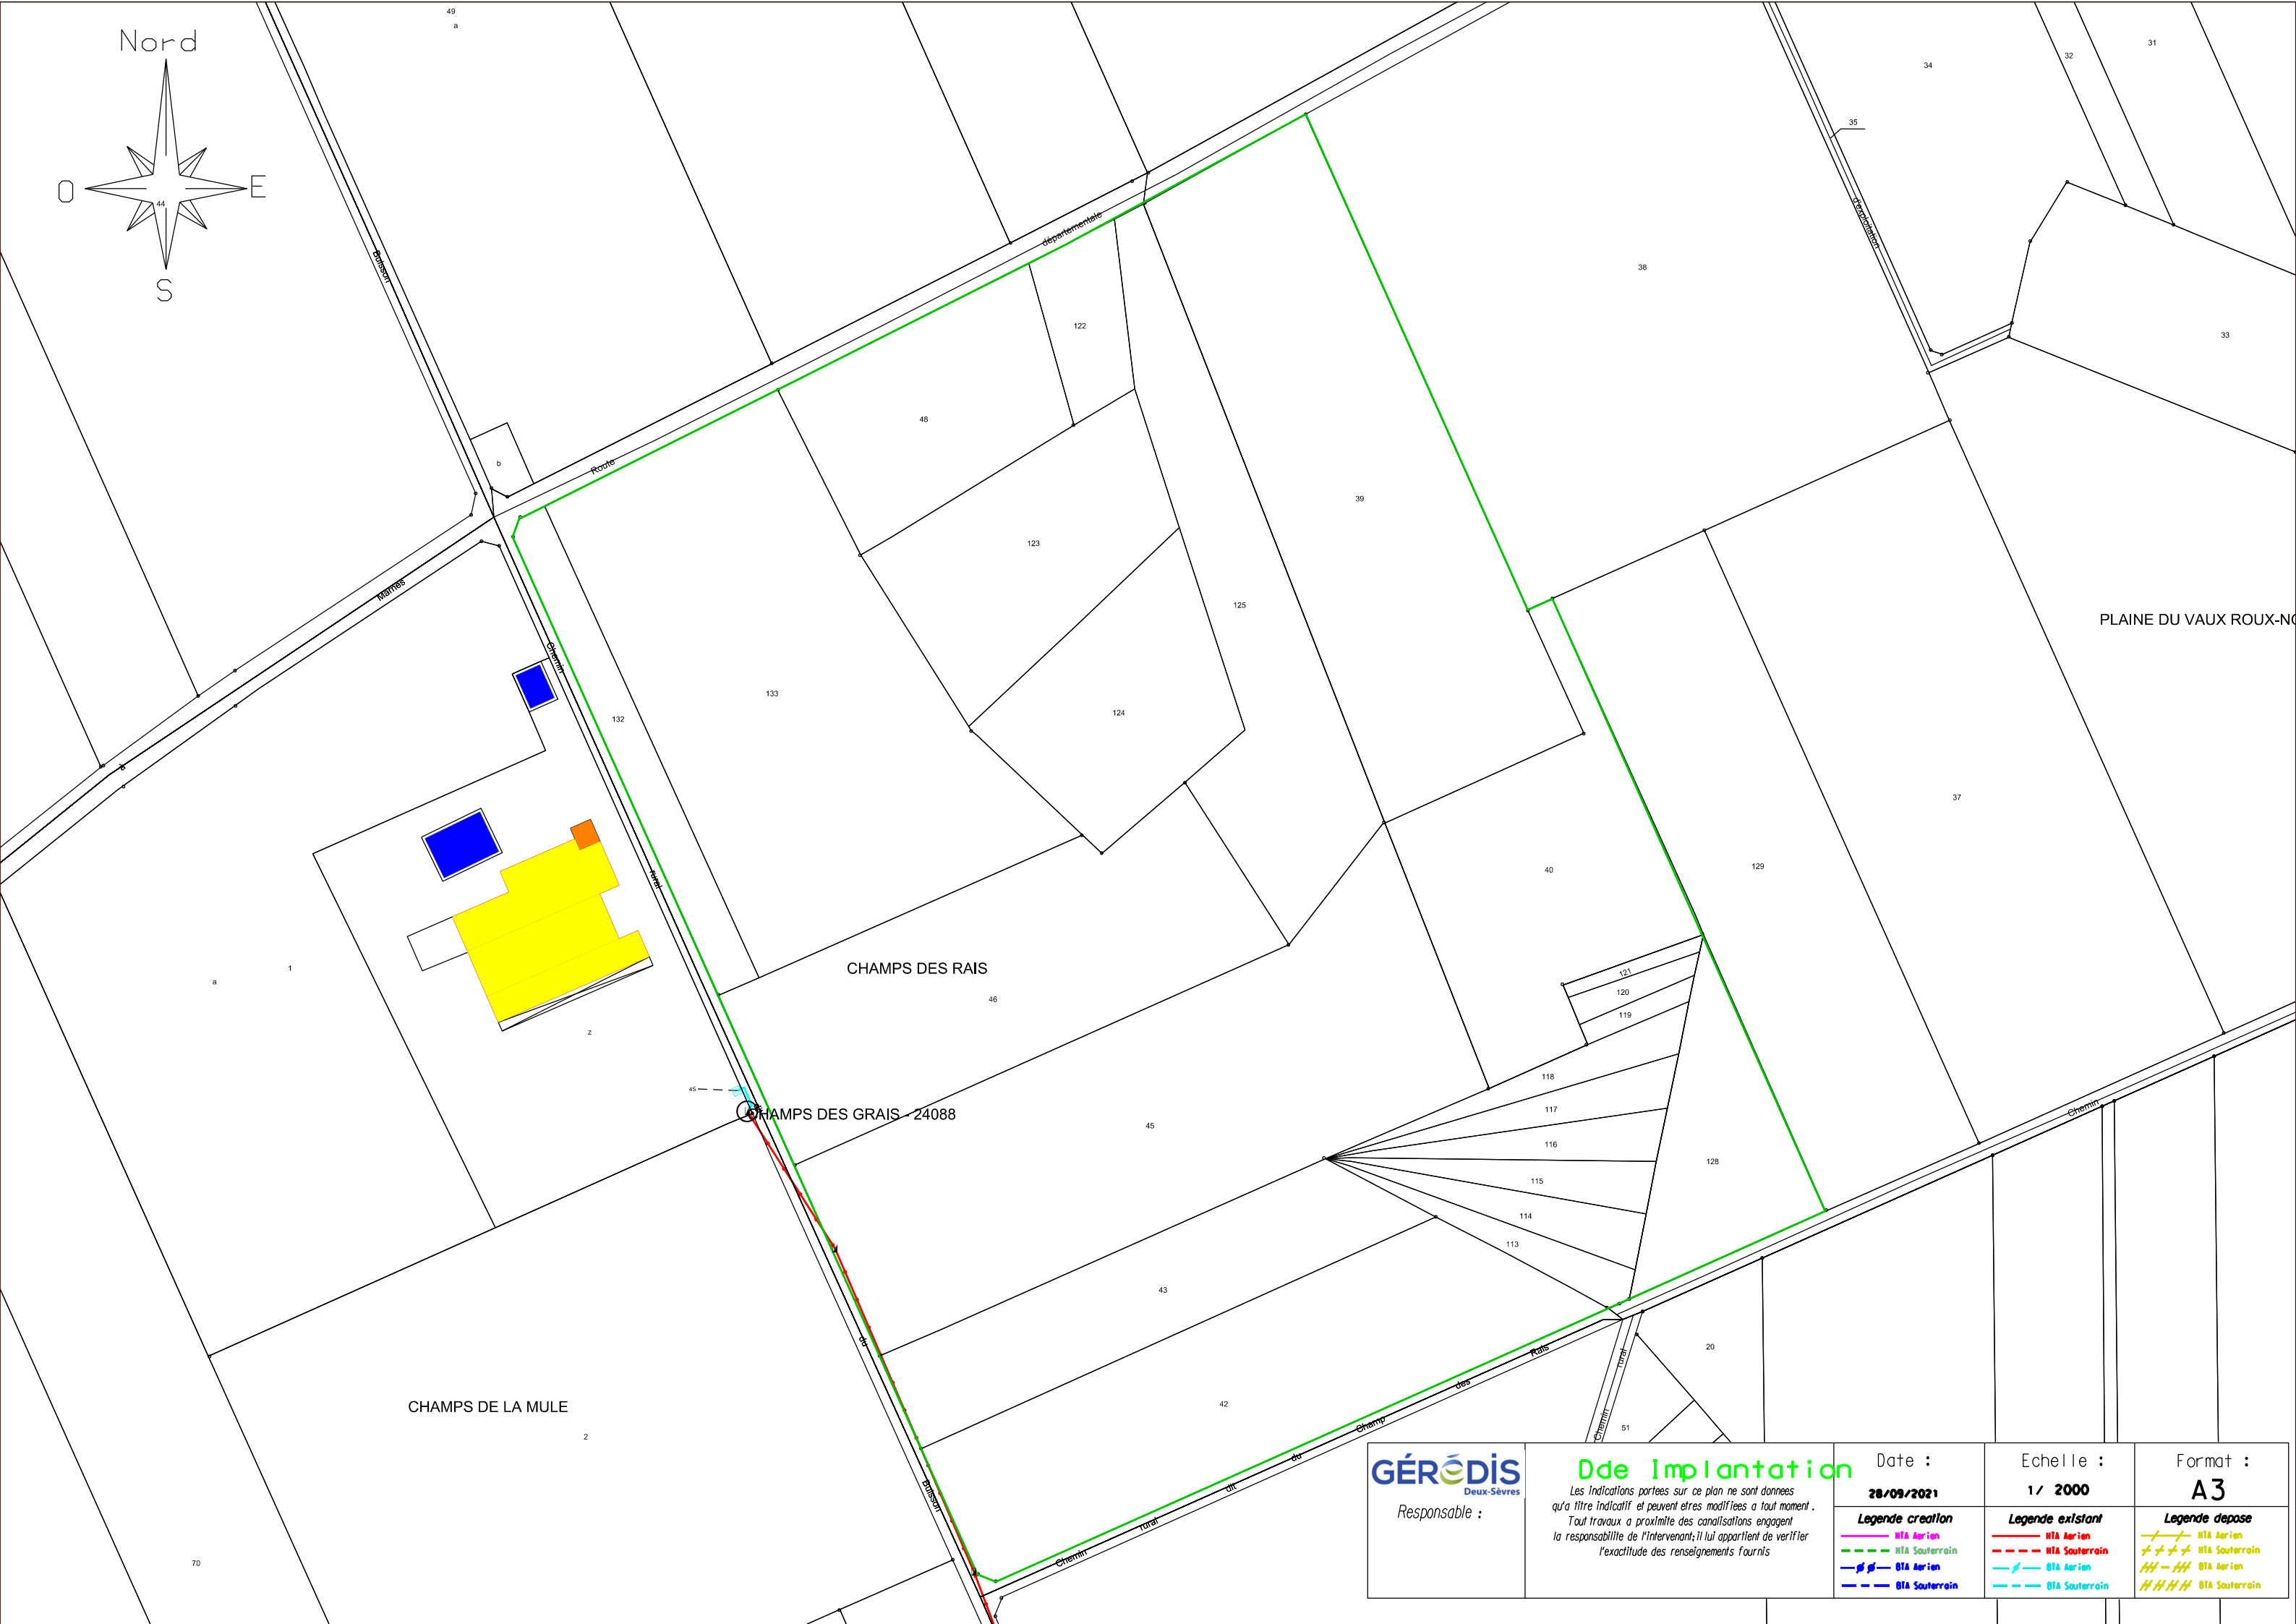 49
a
Nord
O
E
44
S
Buisson
départementale
34
35
32
31
d'exploitation
38
33
122
48
b
Route
39
123
Marnes
125
PLAINE DU VAUX ROUX-NO
Chemin
132
133
124
37
rural
40
129
CHAMPS DES RAIS
a
1
46
121
120
119
z
45
118
CHAMPS DES GRAIS - 24088
117
45
116
115
128
114
113
Chemin
43
du
Rais
rural
20
des
CHAMPS DE LA MULE
2
42
Champ
Chemin
51
du
dit
Buisson
rural
Chemin
70
GÉRÉDIS
Deux-Sèvres
Responsable :
Dde Implantation
Les indications portees sur ce plan ne sont donnees
qu'a titre indicatif et peuvent etres modifiees a tout moment.
Tout travaux a proximite des canalisations engagent
la responsabilite de l'intervenant; il lui appartient de verifier
l'exactitude des renseignements fournis
Date :
28/09/2021
Echelle :
1/ 2000
Format :
A3
Legende creation
HTA Aerien
HTA Souterrain
BTA Aerien
BTA Souterrain
Legende existant
HTA Aerien
HTA Souterrain
BTA Aerien
BTA Souterrain
Legende depose
HTA Aerien
HTA Souterrain
BTA Aerien
BTA Souterrain